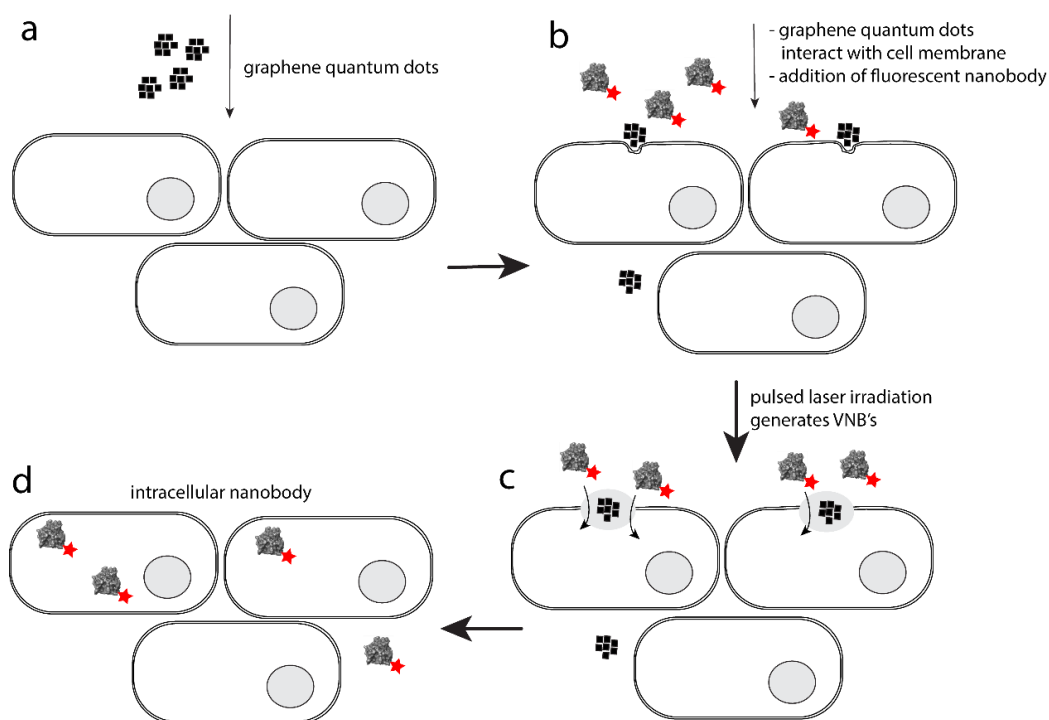 a
graphene quantum dots
b
- graphene quantum dots
interact with cell membrane
- addition of fluorescent nanobody
pulsed laser irradiation
generates VNB's
c
d
intracellular nanobody